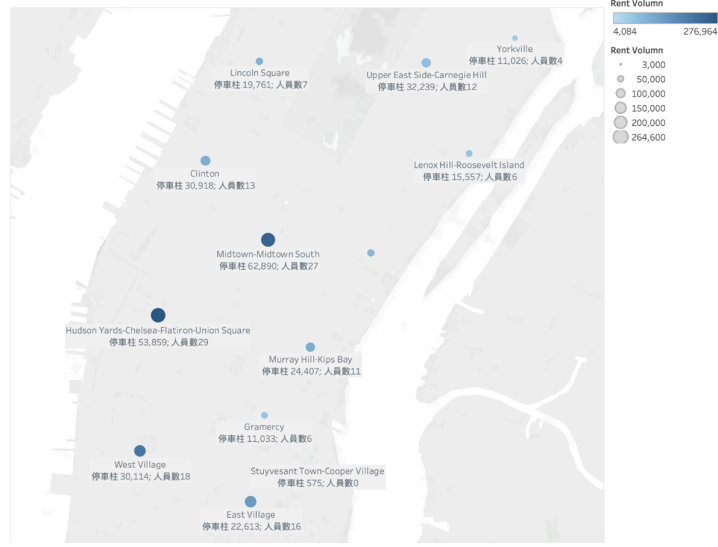 Rent Volumn
4,084 276,964
Rent Volumn
3,000
50,000
100,000
150,000
200,000
264,600
Yorkville
停車柱 11,026; 人員數4
Lincoln Square
停車柱 19,761; 人員數7
Upper East Side-Carnegie Hill
停車柱 32,239; 人員數12
Lenox Hill-Roosevelt Island
停車柱 15,557; 人員數6
Clinton
停車柱 30,918; 人員數13
Midtown-Midtown South
停車柱 62,890; 人員數27
Hudson Yards-Chelsea-Flatiron-Union Square
停車柱 53,859; 人員數29
Murray Hill-Kips Bay
停車柱 24,407; 人員數11
Gramercy
停車柱 11,033; 人員數6
West Village
停車柱 30,114; 人員數18
Stuyvesant Town-Cooper Village
停車柱 575; 人員數0
East Village
停車柱 22,613; 人員數16